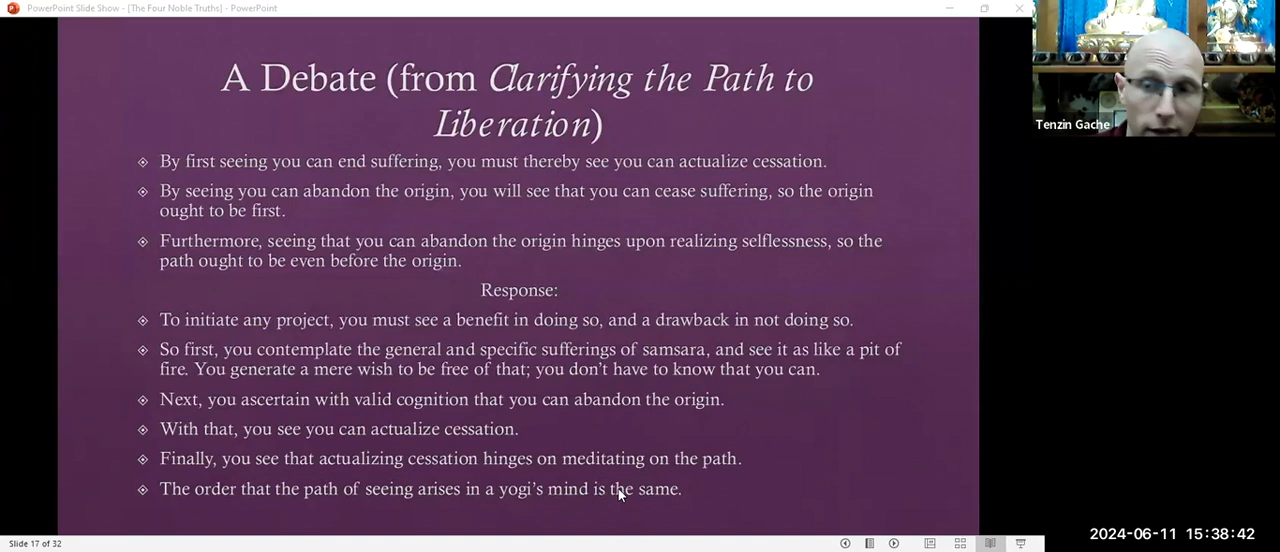 PowerPoint Slide Show - [The Four Noble Truths] - PowerPoint
A Debate (from Clarifying the Path to
Liberation)
By first seeing you can end suffering, you must thereby see you can actualize cessation.
By seeing you can abandon the origin, you will see that you can cease suffering, so the origin
ought to be first.
Furthermore, seeing that you can abandon the origin hinges upon realizing selflessness, so the
path ought to be even before the origin.
Response:
To initiate any project, you must see a benefit in doing so, and a drawback in not doing so.
So first, you contemplate the general and specific sufferings of samsara, and see it as like a pit of
fire. You generate a mere wish to be free of that; you don't have to know that you can.
Next, you ascertain with valid cognition that you can abandon the origin.
With that, you see you can actualize cessation.
Finally, you see that actualizing cessation hinges on meditating on the path.
The order that the path of seeing arises in a yogi's mind is the same.
Tenzin Gache
Slide 17 of 32
2024-06-11 15:38:42